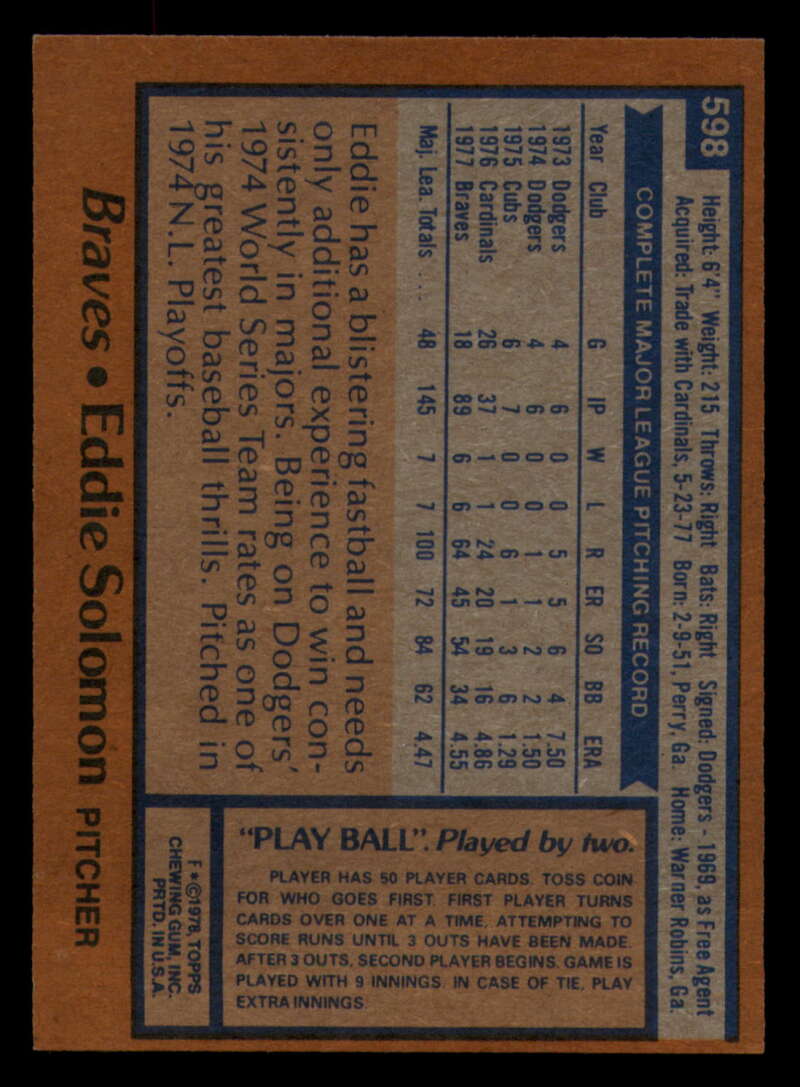 598
Height: 6'4" Weight: 215 Throws: Right Bats: Right Signed: Dodgers - 1969, as Free Agent
Acquired: Trade with Cardinals, 5-23-77 Born: 2-9-51, Perry, Ga. Home: Warner Robins, Ga.
COMPLETE MAJOR LEAGUE PITCHING RECORD
Year Club G IP W L R ER SO BB ERA
1973 Dodgers 4 6 0 0 5 5 6 4 7.50
1974 Dodgers 4 6 0 0 1 1 2 2 1.50
1975 Cubs 6 7 0 0 6 1 3 6 1.29
1976 Cardinals 26 37 1 1 24 20 19 16 4.86
1977 Braves 18 89 6 6 64 45 54 34 4.55
Maj. Lea. Totals ... 48 145 7 7 100 72 84 62 4.47
Eddie has a blistering fastball and needs
only additional experience to win con-
sistently in majors. Being on Dodgers'
1974 World Series Team rates as one of
his greatest baseball thrills. Pitched in
1974 N.L. Playoffs.
"PLAY BALL". Played by two.
PLAYER HAS 50 PLAYER CARDS. TOSS COIN
FOR WHO GOES FIRST. FIRST PLAYER TURNS
CARDS OVER ONE AT A TIME, ATTEMPTING TO
SCORE RUNS UNTIL 3 OUTS HAVE BEEN MADE.
AFTER 3 OUTS, SECOND PLAYER BEGINS. GAME IS
PLAYED WITH 9 INNINGS. IN CASE OF TIE, PLAY
EXTRA INNINGS.
F*©1978, TOPPS
CHEWING GUM, INC.
PRTD. IN U.S.A.
Braves • Eddie Solomon PITCHER